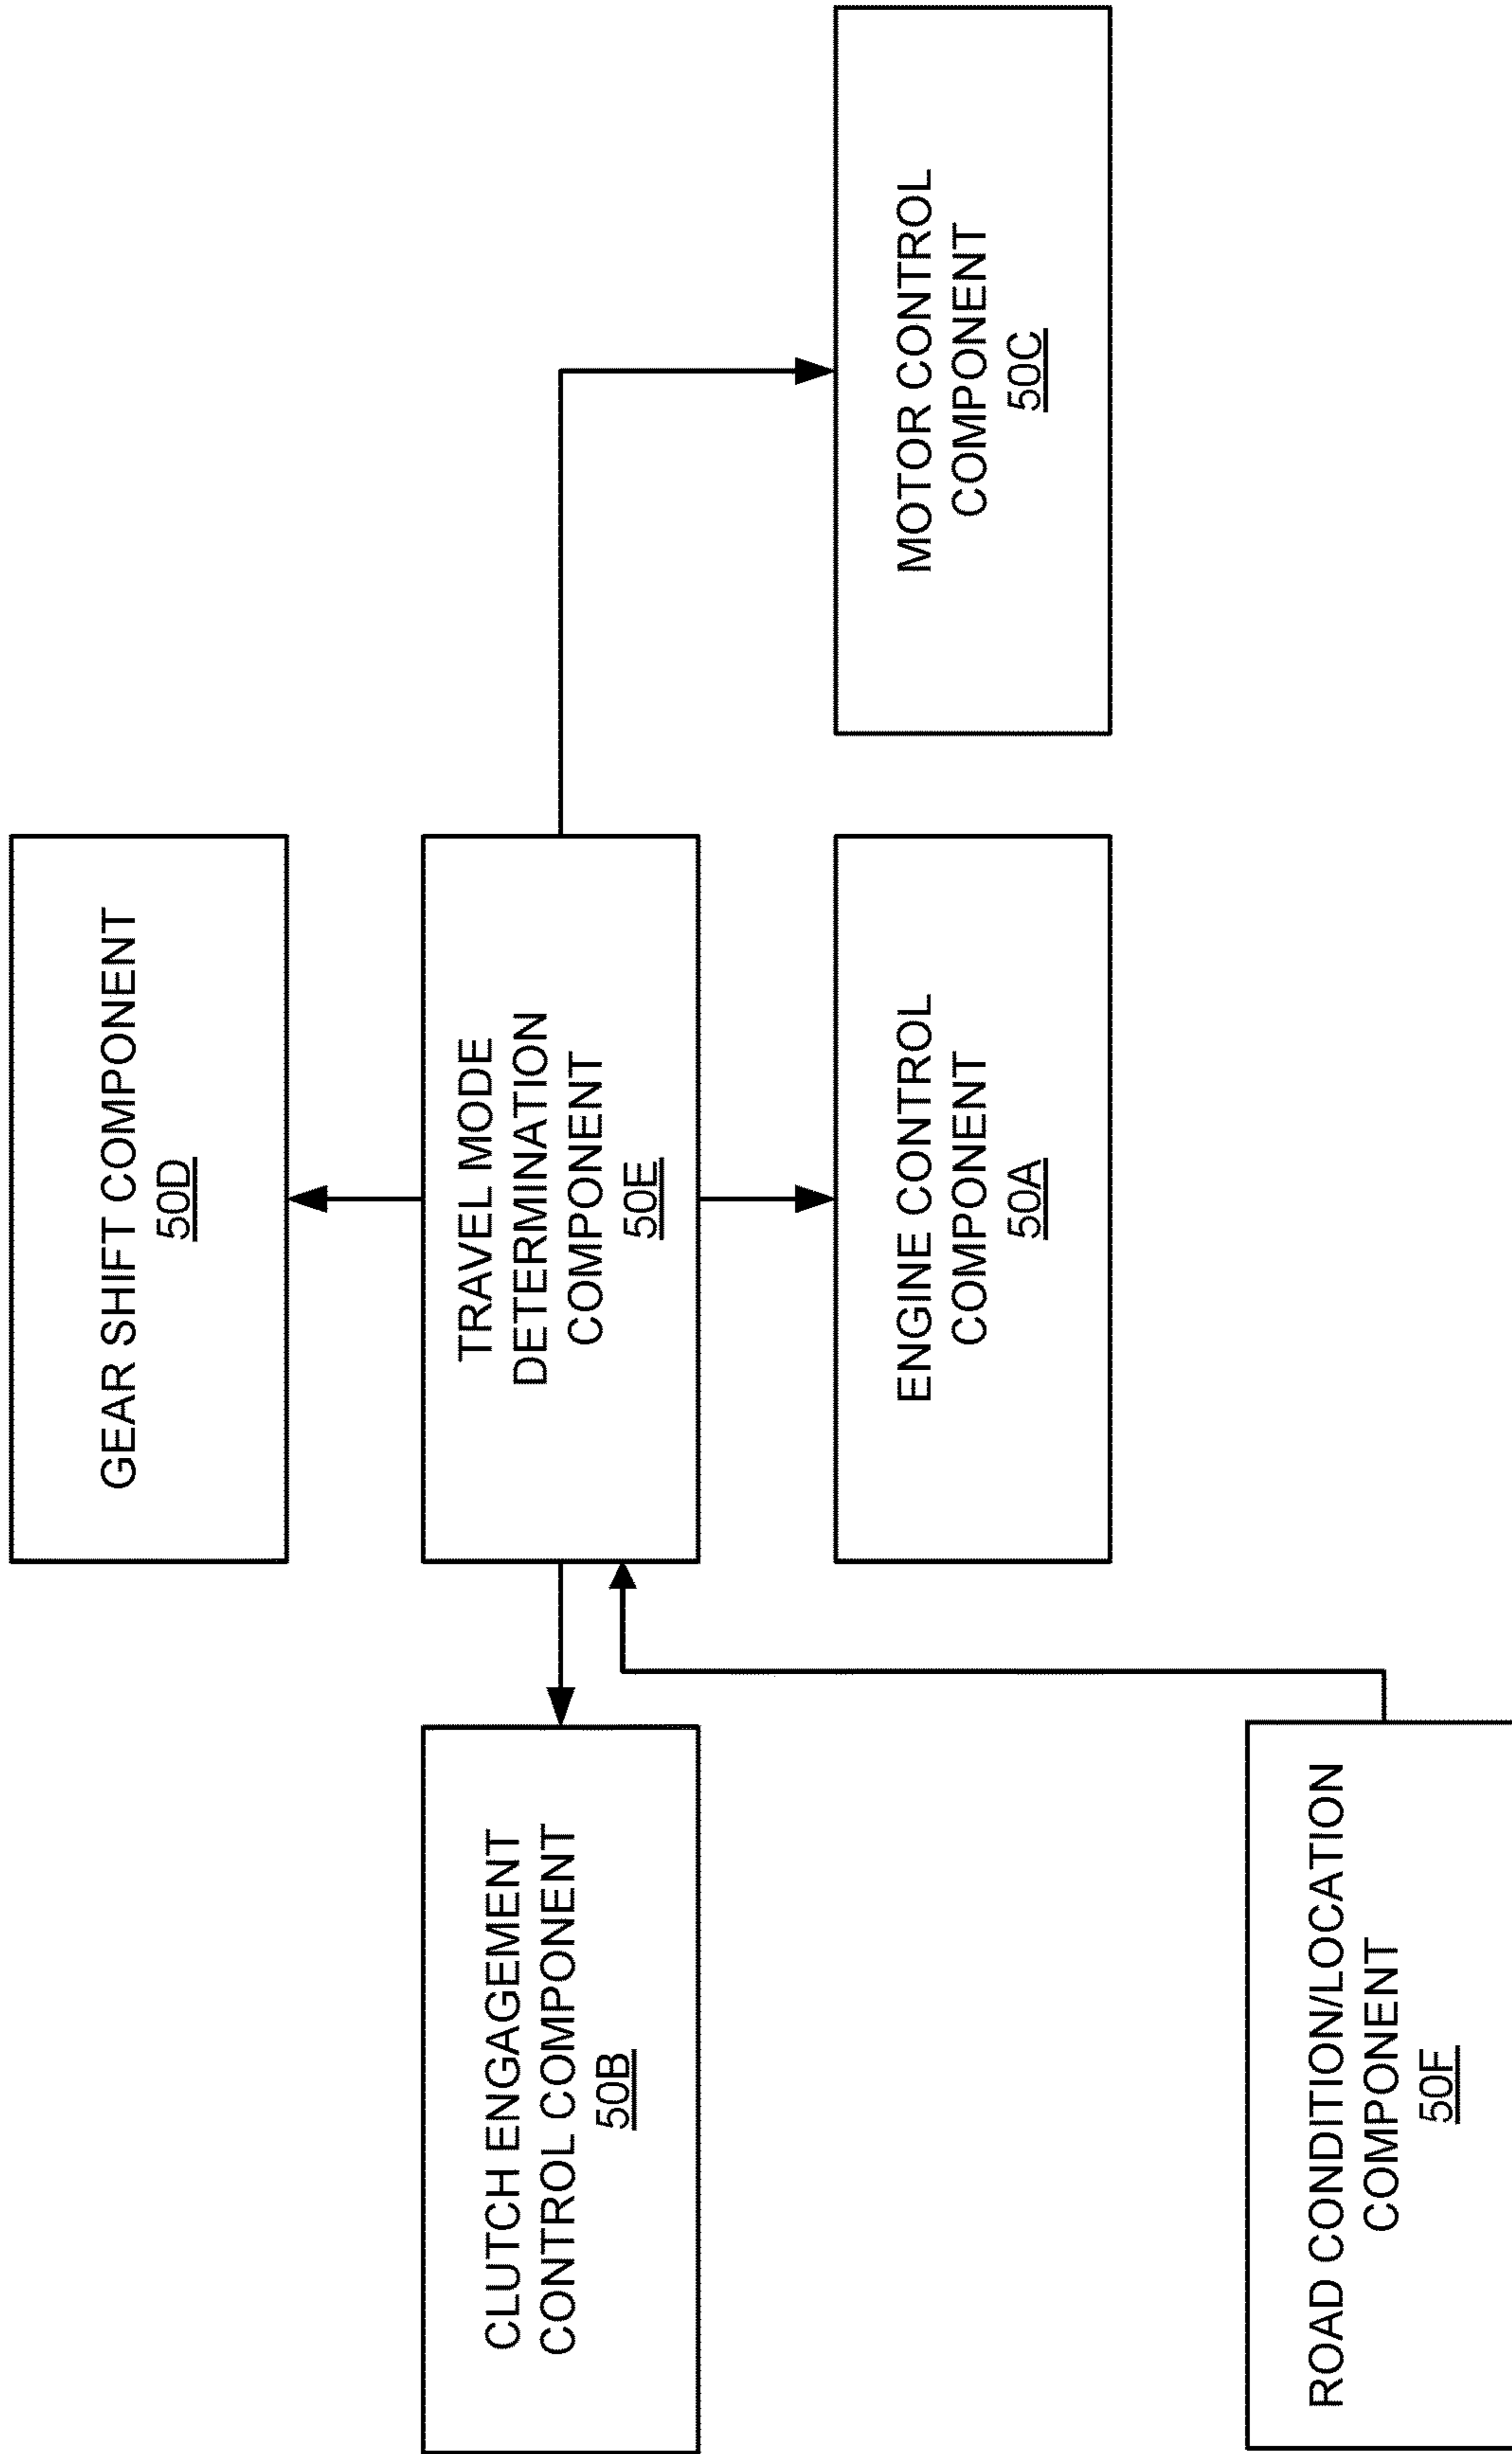 GEAR SHIFT COMPONENT
50D
CLUTCH ENGAGEMENT
CONTROL COMPONENT
50B
TRAVEL MODE
DETERMINATION
COMPONENT
50E
ENGINE CONTROL
COMPONENT
50A
MOTOR CONTROL
COMPONENT
50C
ROAD CONDITION/LOCATION
COMPONENT
50F